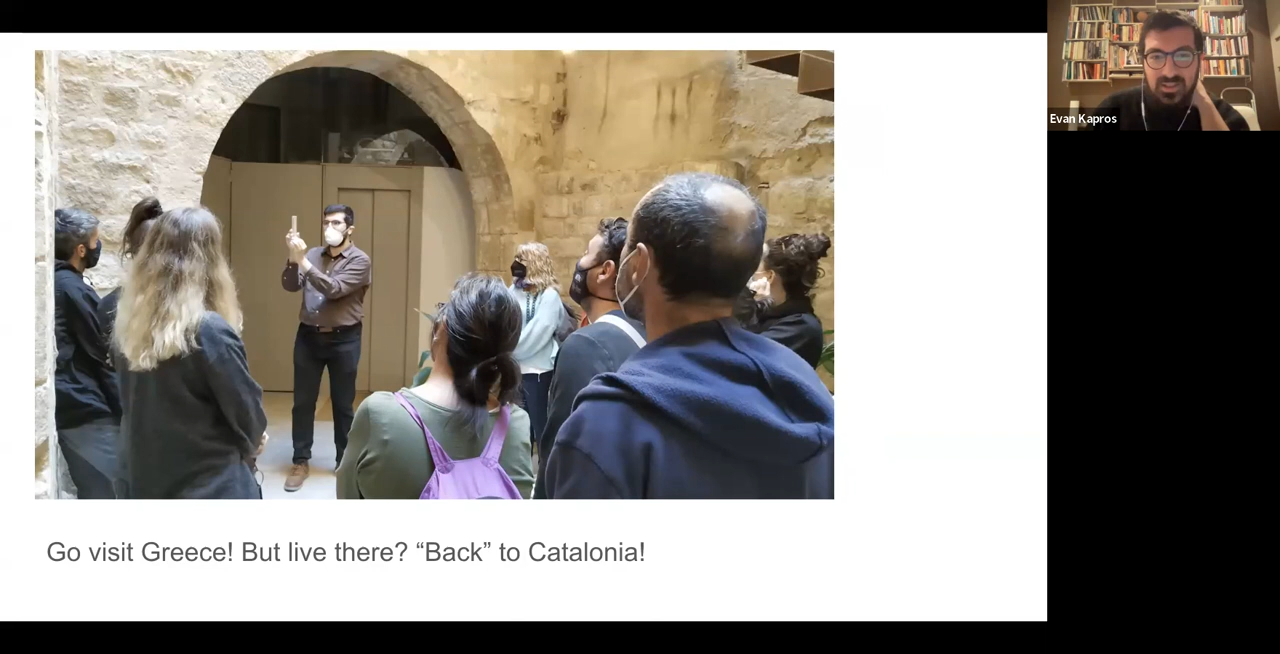 Evan Kapros
Go visit Greece! But live there? “Back” to Catalonia!